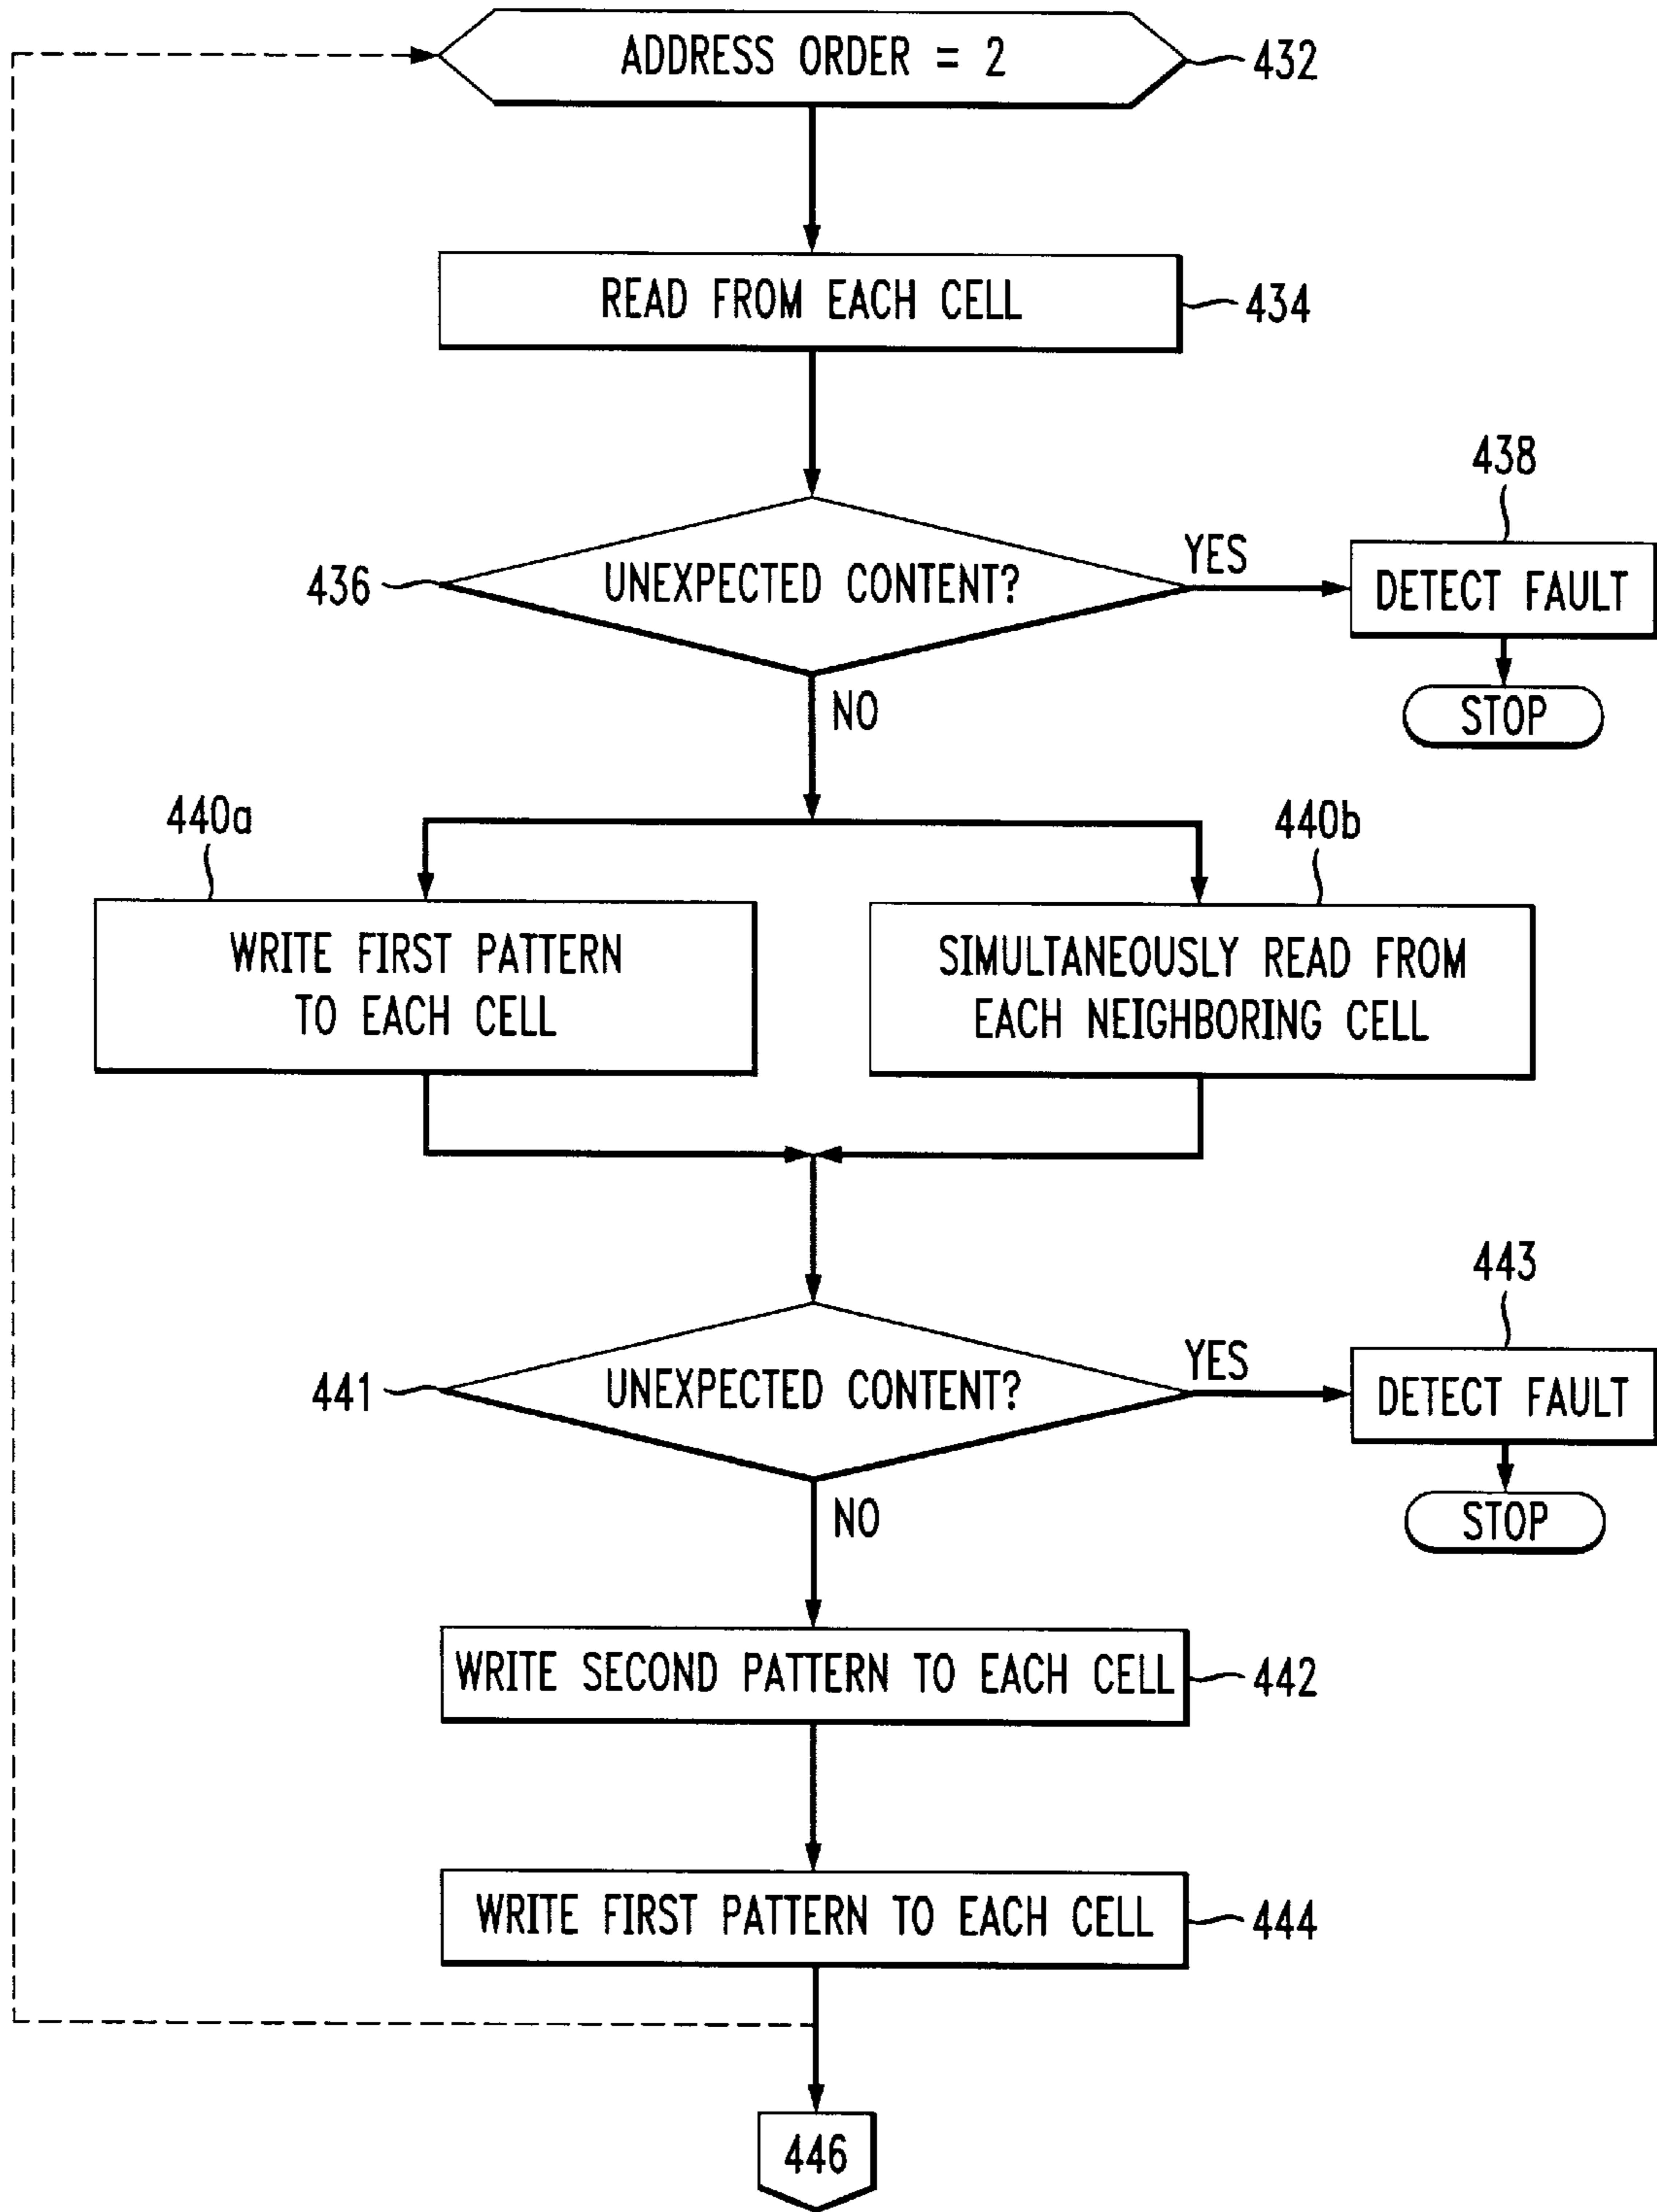 ADDRESS ORDER = 2
432
READ FROM EACH CELL
434
438
436
UNEXPECTED CONTENT?
YES
DETECT FAULT
NO
STOP
440a
440b
WRITE FIRST PATTERN
TO EACH CELL
SIMULTANEOUSLY READ FROM
EACH NEIGHBORING CELL
443
441
UNEXPECTED CONTENT?
YES
DETECT FAULT
NO
STOP
WRITE SECOND PATTERN TO EACH CELL
442
WRITE FIRST PATTERN TO EACH CELL
444
446